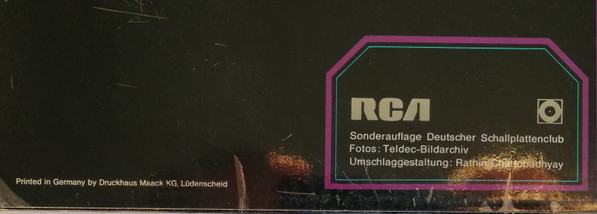 RCA
Sonderauflage Deutscher Schallplattenclub
Fotos: Teldec-Bildarchiv
Umschlaggestaltung: Rathin Chattopadhyay
Printed in Germany by Druckhaus Maack KG, Lüdenscheid